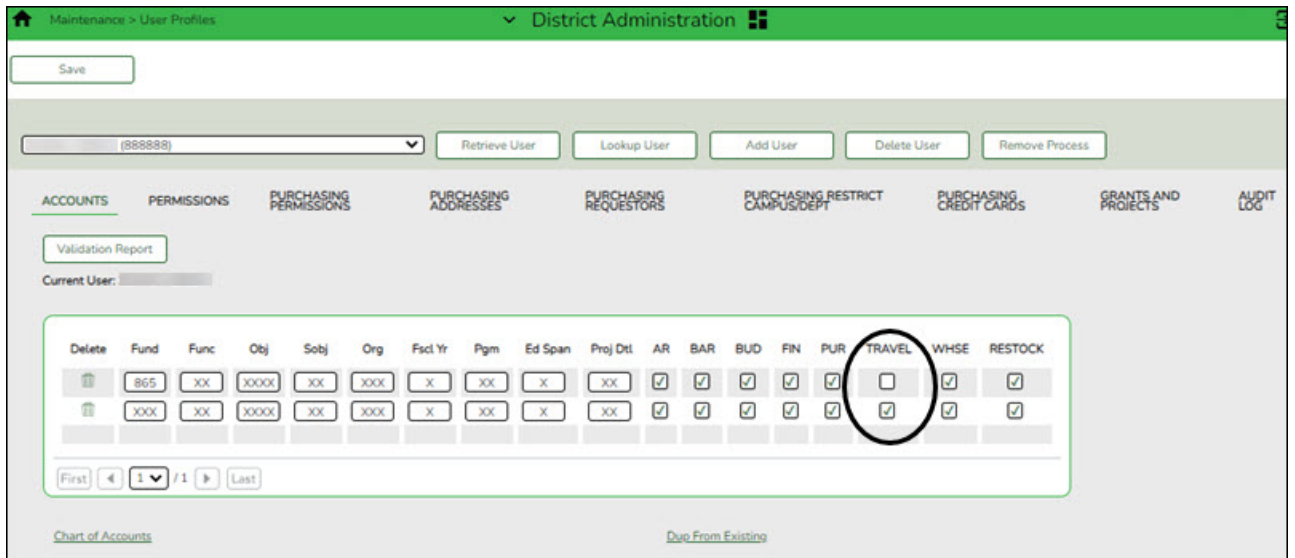 Maintenance > User Profiles District Administration
Save
(888888) Retrieve User Lookup User Add User Delete User Remove Process
ACCOUNTS PERMISSIONS PURCHASING PERMISSIONS PURCHASING ADDRESSES PURCHASING REQUESTORS PURCHASING RESTRICT CAMPUS/DEPT PURCHASING CREDIT CARDS GRANTS AND PROJECTS AUDIT LOG
Validation Report
Current User:
Delete Fund Func Obj Sobj Org Fscl Yr Pgm Ed Span Proj Dtl AR BAR BUD FIN PUR TRAVEL WHSE RESTOCK
865 XX XXXX XX XXX X XX X XX
XXX XX XXXX XX XXX X XX X XX
First 1 / 1 Last
Chart of Accounts Dup From Existing